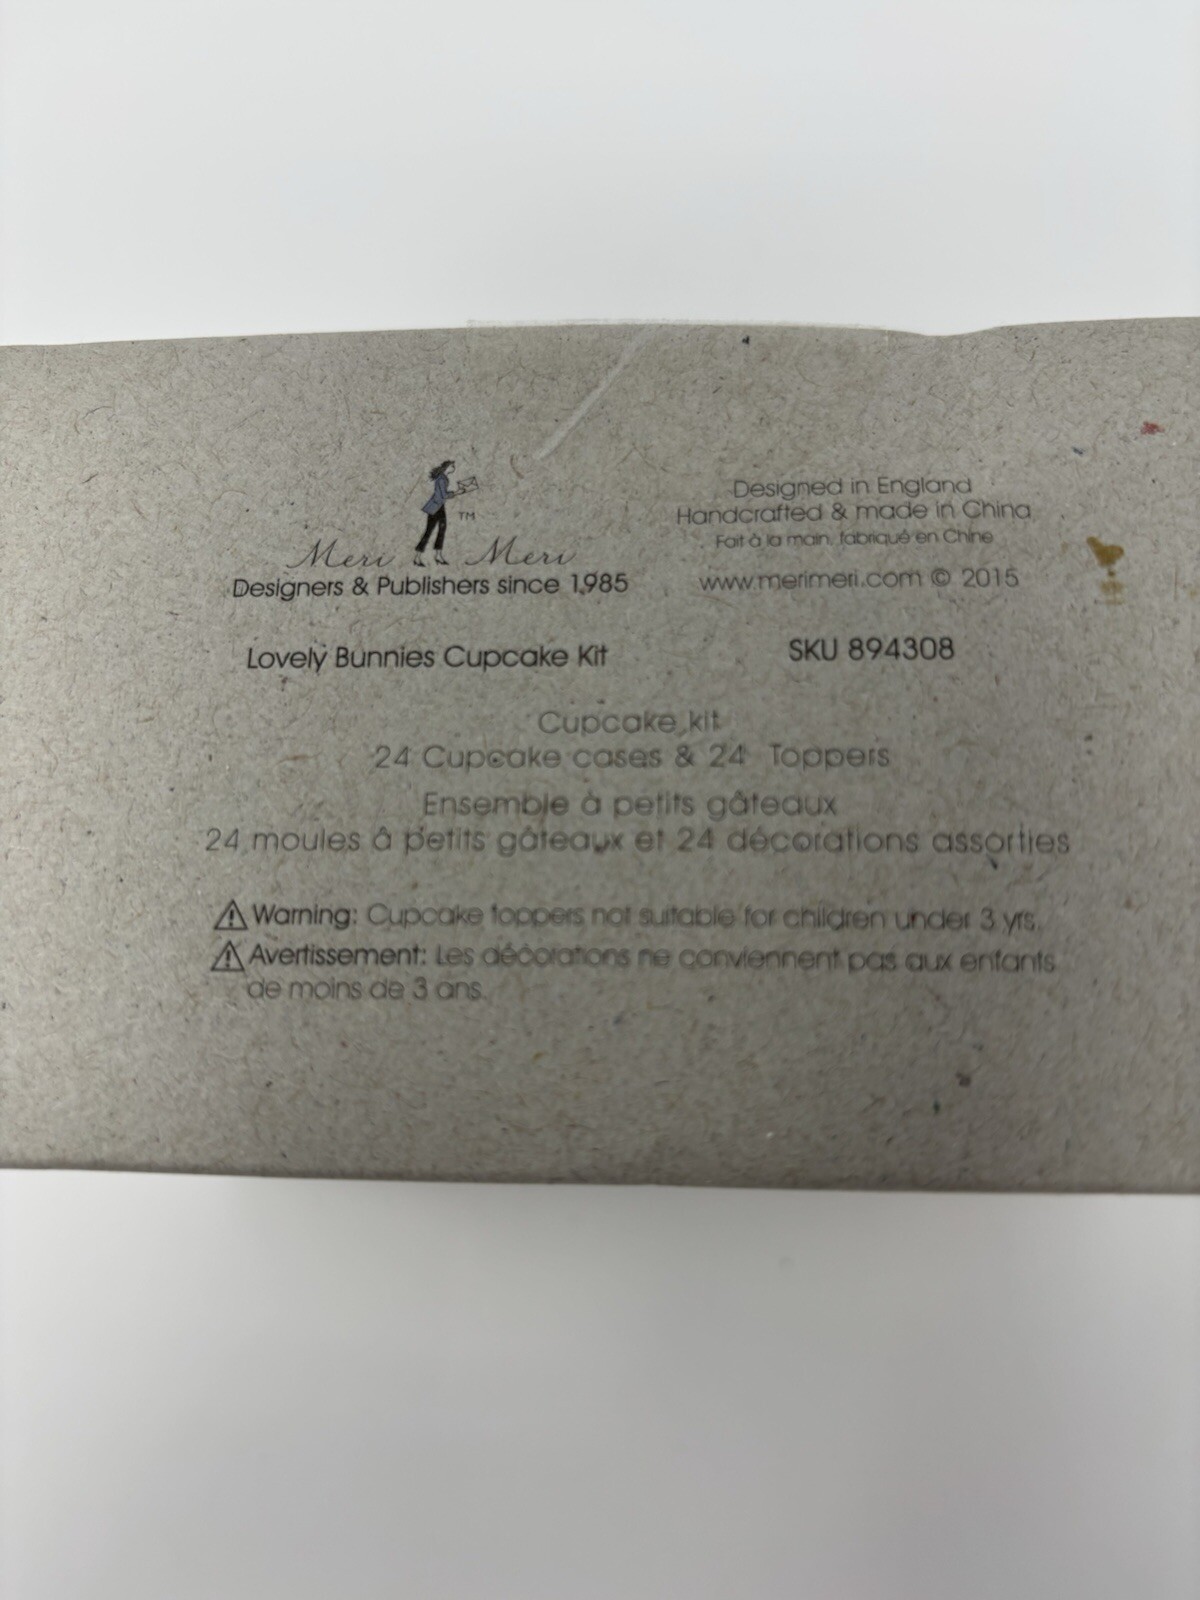 Meri Meri ™
Designers & Publishers since 1985
Designed in England
Handcrafted & made in China
Fait à la main, fabriqué en Chine
www.merimeri.com © 2015
Lovely Bunnies Cupcake Kit
SKU 894308
Cupcake kit
24 Cupcake cases & 24 Toppers
Ensemble à petits gâteaux
24 moules à petits gâteaux et 24 décorations assorties
Warning: Cupcake toppers not suitable for children under 3 yrs.
Avertissement: Les décorations ne conviennent pas aux enfants
de moins de 3 ans.